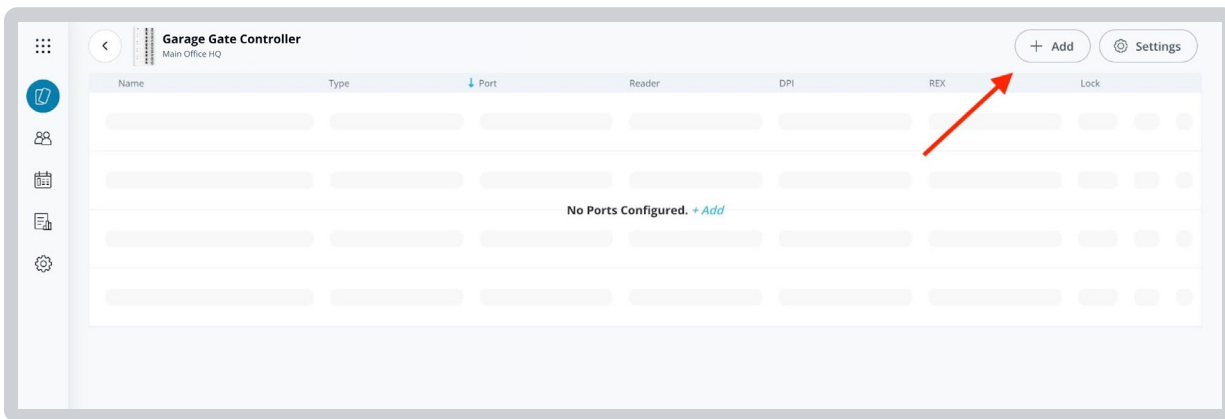 Garage Gate Controller
Main Office HQ
+ Add
Settings
Name Type ↓ Port Reader DPI REX Lock
No Ports Configured. + Add